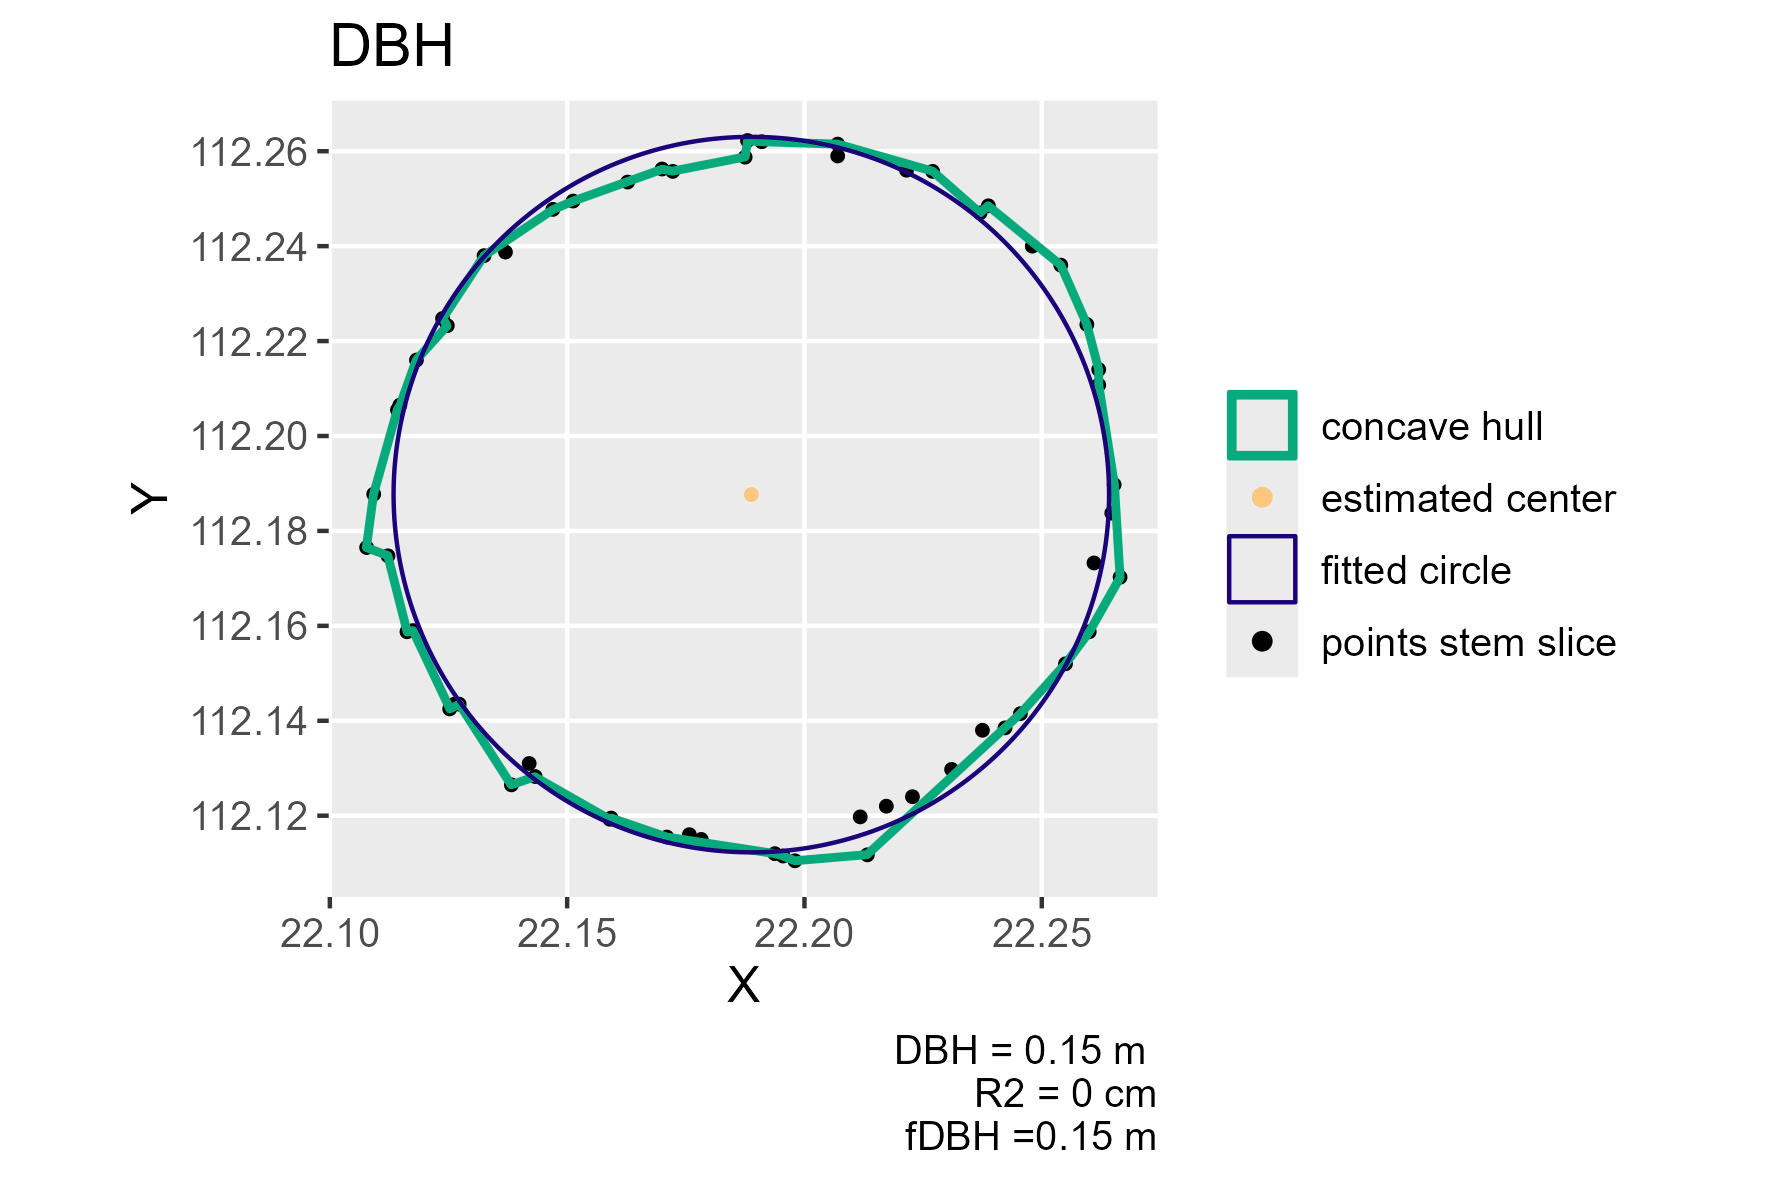 DBH
112.26
112.24
112.22
112.20
112.18
112.16
112.14
112.12
Y
22.10 22.15 22.20 22.25
X
concave hull
estimated center
fitted circle
points stem slice
DBH = 0.15 m
R2 = 0 cm
fDBH =0.15 m